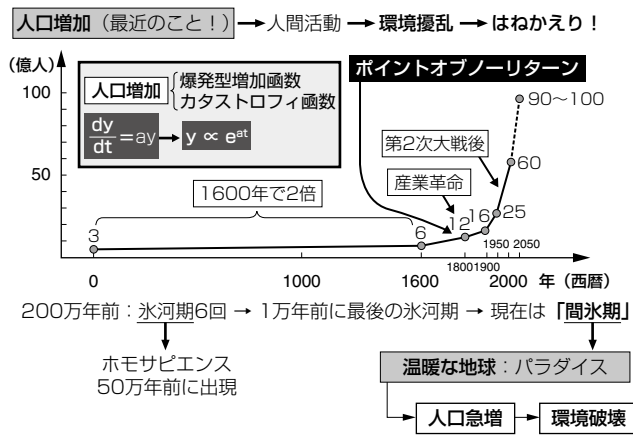 人口増加（最近のこと！）→人間活動→環境擾乱→はねかえり！
（億人）
ポイントオブノーリターン
人口増加 爆発型増加函数
カタストロフィ函数
dy/dt=ay→y ∝ e^at
100
90〜100
第2次大戦後
60
50
産業革命
1600年で2倍
3
6
12
16
25
1950 2050
1800 1900
0
1000
1600
2000
年（西暦）
200万年前：氷河期6回 → 1万年前に最後の氷河期 → 現在は「間氷期」
ホモサピエンス
50万年前に出現
温暖な地球：パラダイス
人口急増→環境破壊